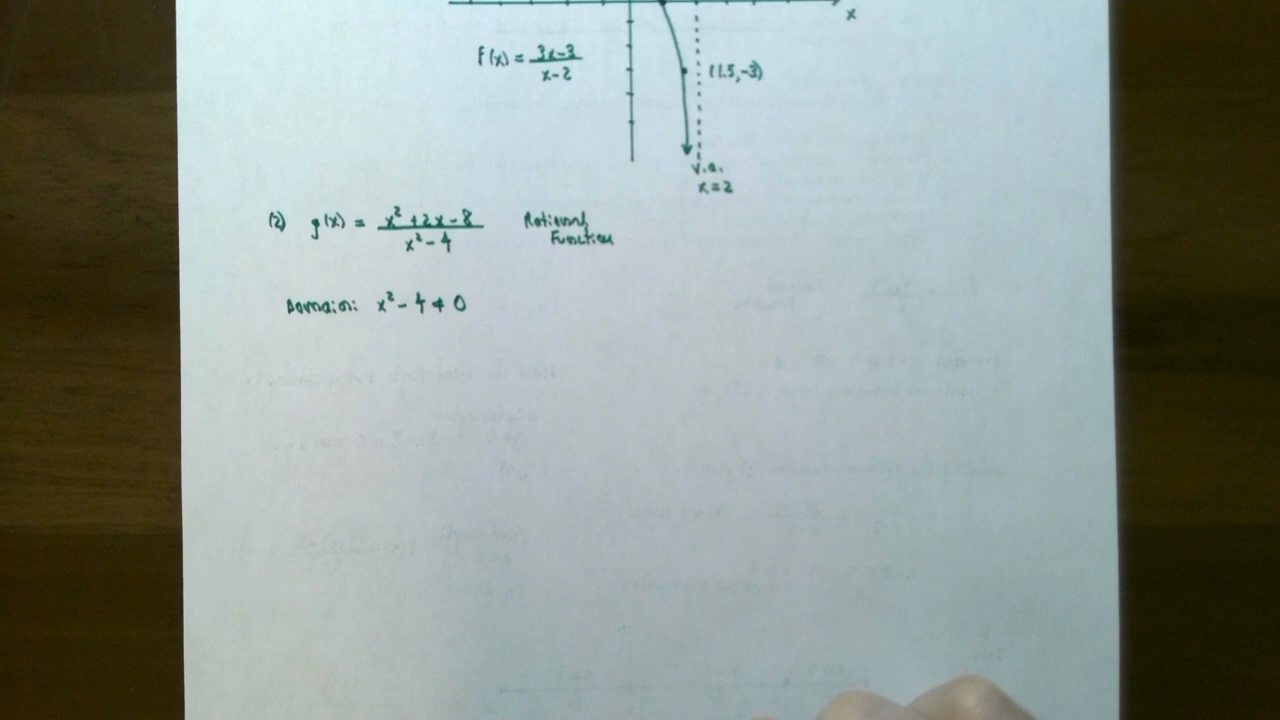 x
f(x) = 3x-3 / x-2
(1.5,-3)
v.a.
x=2
(2) g(x) = x² + 2x - 8 / x² - 4
Rational
Function
Domain: x² - 4 ≠ 0